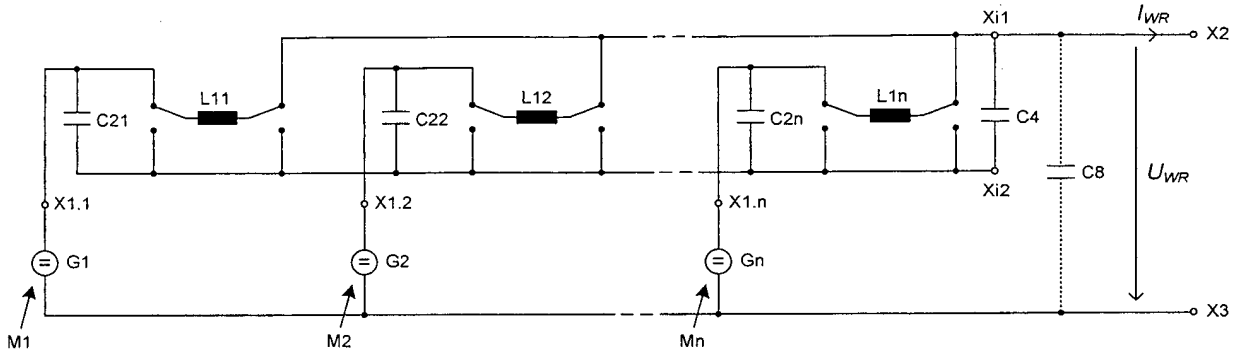 Xi1
I_WR
X2
L11
L12
L1n
C21
C22
C2n
C4
Xi2
C8
U_WR
X1.1
X1.2
X1.n
G1
G2
Gn
X3
M1
M2
Mn